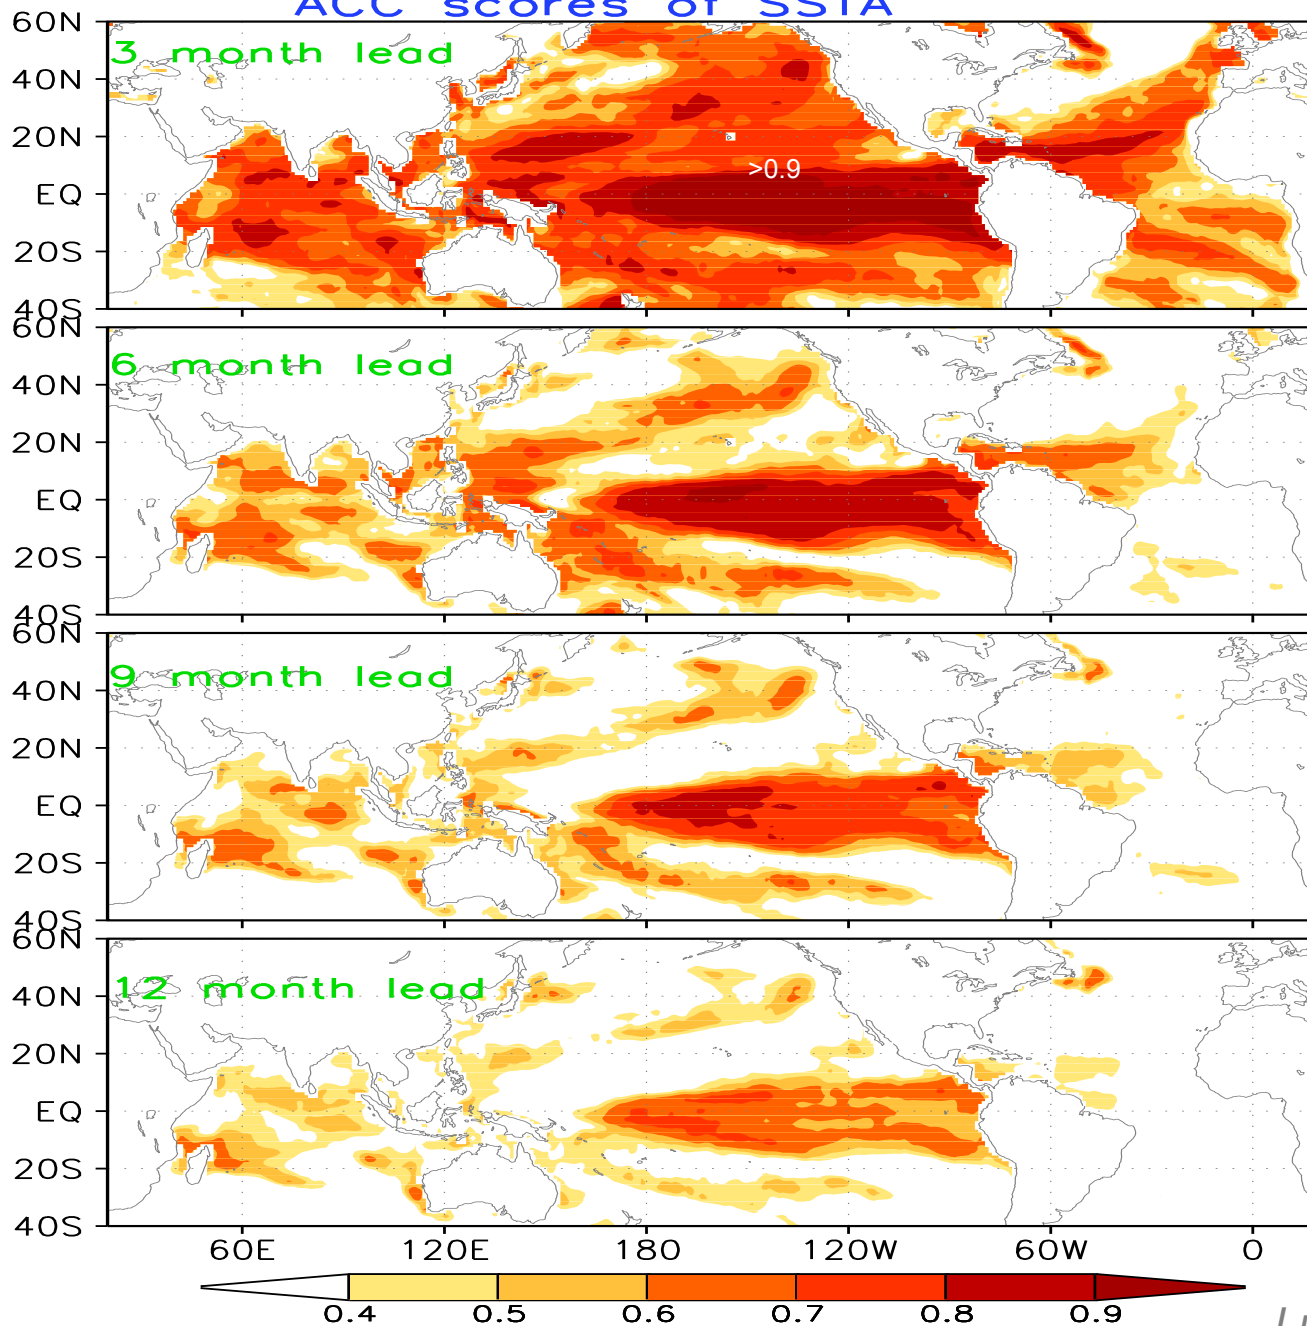 ACC scores of SSTA
60N
3 month lead
40N
20N
>0.9
EQ
20S
40S
60N
6 month lead
40N
20N
EQ
20S
40S
60N
9 month lead
40N
20N
EQ
20S
40S
60N
12 month lead
40N
20N
EQ
20S
40S
60E 120E 180 120W 60W 0
0.4 0.5 0.6 0.7 0.8 0.9